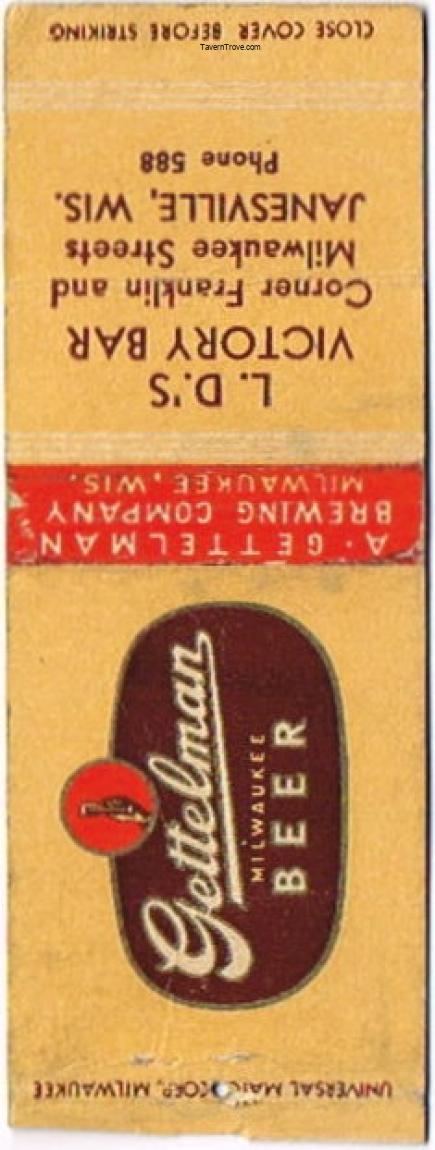 CLOSE COVER BEFORE STRIKING
TavernTrove.com
L. D.'S
VICTORY BAR
Corner Franklin and
Milwaukee Streets
JANESVILLE, WIS.
Phone 588
A·GETTELMAN
BREWING COMPANY
MILWAUKEE, WIS.
Gettelman
MILWAUKEE
BEER
UNIVERSAL CORP. MILWAUKEE